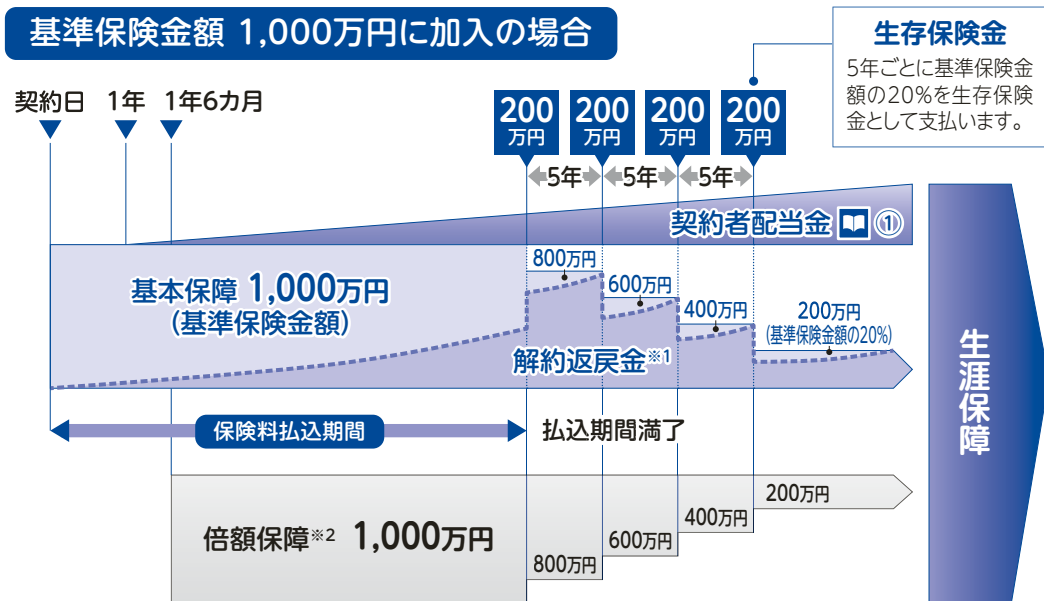 基準保険金額 1,000万円に加入の場合
生存保険金
5年ごとに基準保険金
額の20%を生存保険
金として支払います。
契約日 1年 1年6カ月
200 200 200 200
万円 万円 万円 万円
5年 5年 5年
契約者配当金 ①
基本保障 1,000万円
(基準保険金額)
800万円
600万円
400万円
200万円
(基準保険金額の20%)
解約返戻金※1
保険料払込期間
払込期間満了
倍額保障※2 1,000万円
800万円
600万円
400万円
200万円
生涯保障